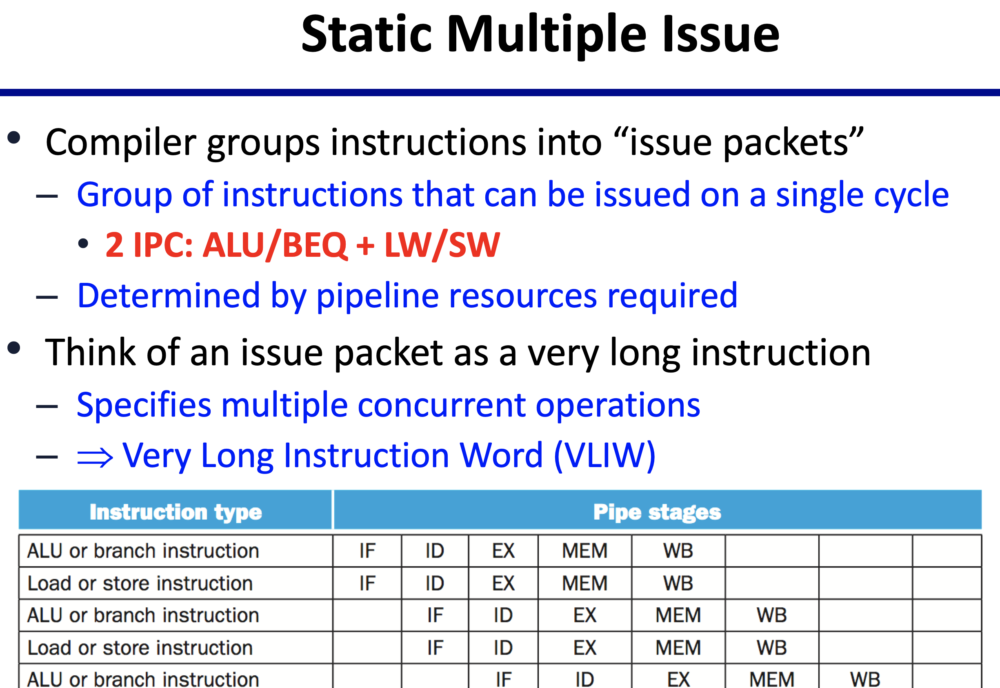 Static Multiple Issue
• Compiler groups instructions into “issue packets”
– Group of instructions that can be issued on a single cycle
• 2 IPC: ALU/BEQ + LW/SW
– Determined by pipeline resources required
• Think of an issue packet as a very long instruction
– Specifies multiple concurrent operations
– ⇒ Very Long Instruction Word (VLIW)
Instruction type Pipe stages
ALU or branch instruction IF ID EX MEM WB
Load or store instruction IF ID EX MEM WB
ALU or branch instruction IF ID EX MEM WB
Load or store instruction IF ID EX MEM WB
ALU or branch instruction IF ID EX MEM WB